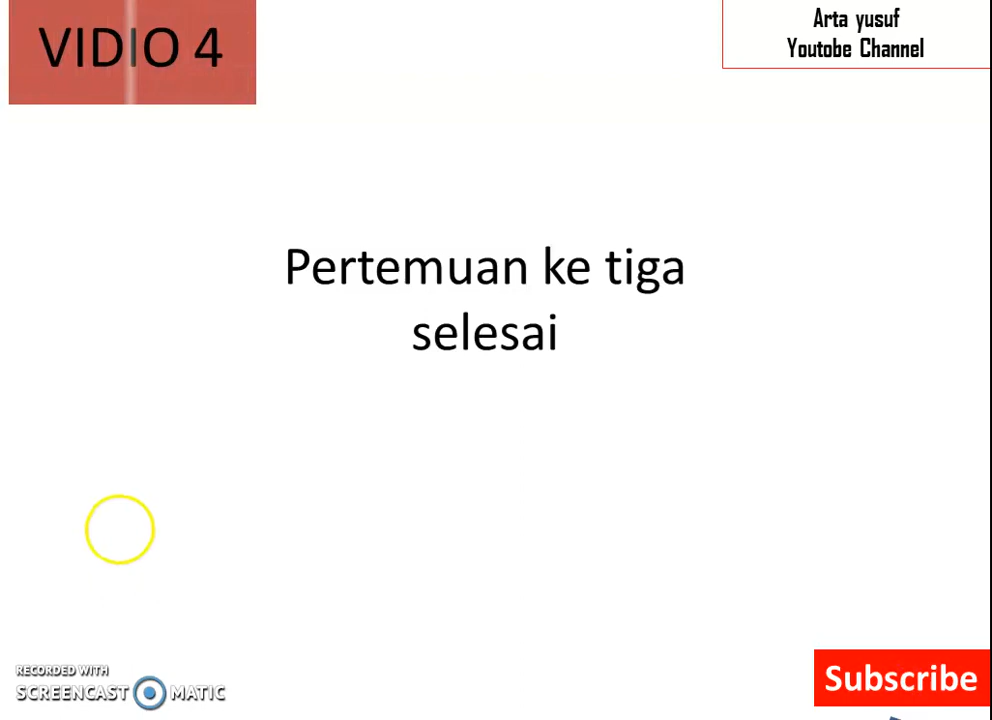 VIDIO 4
Arta yusuf
Youtobe Channel
Pertemuan ke tiga
selesai
RECORDED WITH
SCREENCAST MATIC
Subscribe